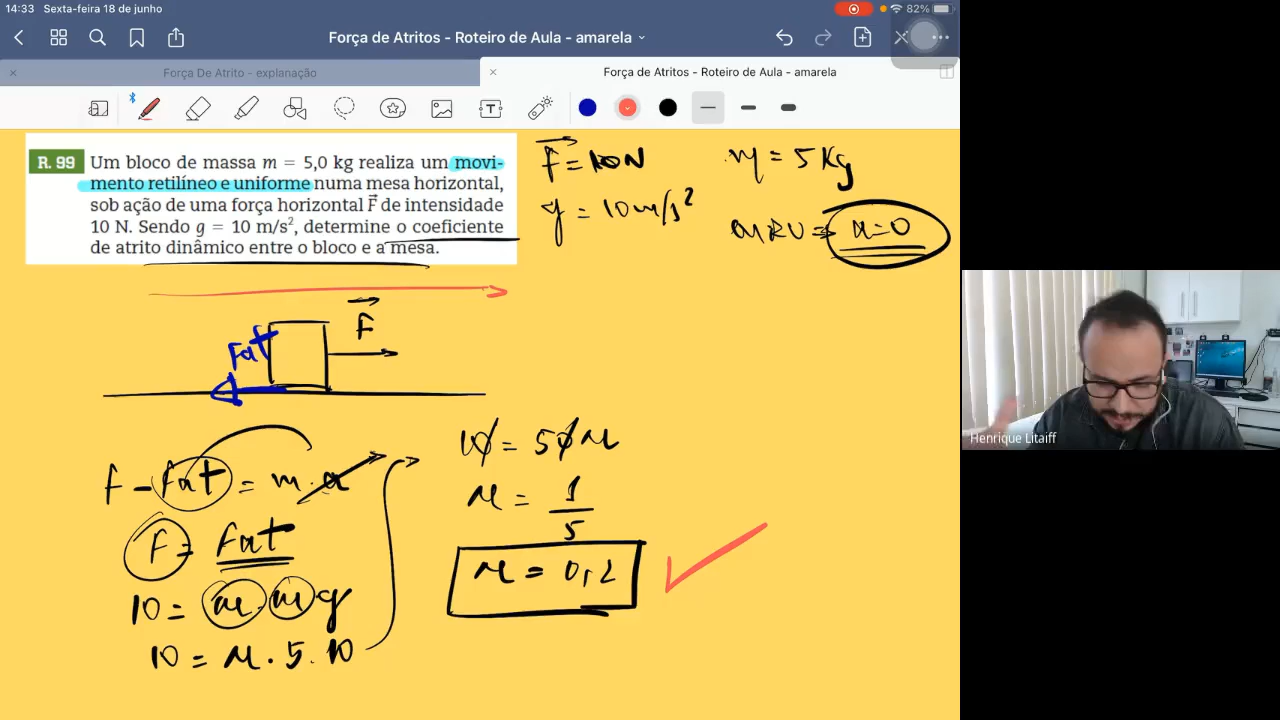 14:33 Sexta-feira 18 de junho
82%
Força de Atritos - Roteiro de Aula - amarela
Força De Atrito - explanação
Força de Atritos - Roteiro de Aula - amarela
R. 99 Um bloco de massa m = 5,0 kg realiza um movi-
mento retilíneo e uniforme numa mesa horizontal,
sob ação de uma força horizontal F⃗ de intensidade
10 N. Sendo g = 10 m/s², determine o coeficiente
de atrito dinâmico entre o bloco e a mesa.
F⃗ = 10N
g = 10 m/s²
m = 5 Kg
MRU ⇒ a=0
F⃗
Fat
F - Fat = m.a
F = Fat
10 = μ.m g
10 = μ.5.10
10 = 50μ
μ = 1/5
μ = 0,2
Henrique Litaiff